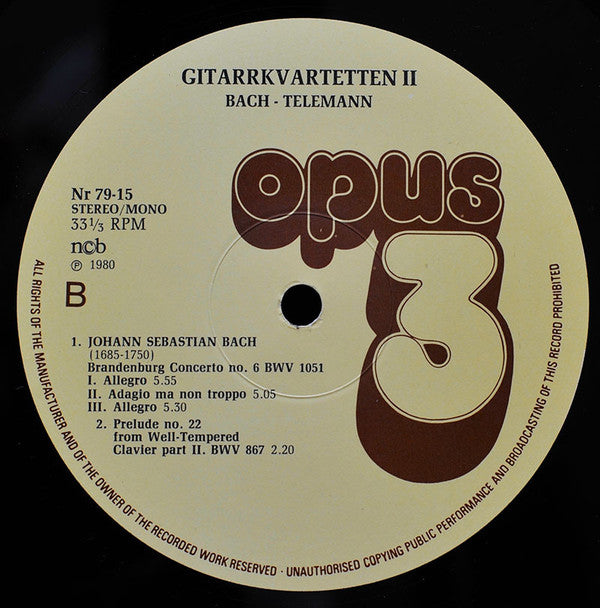 GITARRKVARTETTEN II
BACH - TELEMANN
opus
3
Nr 79-15
STEREO/MONO
33 1/3 RPM
n©b
℗ 1980
B
1. JOHANN SEBASTIAN BACH
(1685-1750)
Brandenburg Concerto no. 6 BWV 1051
I. Allegro 5.55
II. Adagio ma non troppo 5.05
III. Allegro 5.30
2. Prelude no. 22
from Well-Tempered
Clavier part II. BWV 867 2.20
ALL RIGHTS OF THE MANUFACTURER AND OF THE OWNER OF THE RECORDED WORK RESERVED · UNAUTHORISED COPYING PUBLIC PERFORMANCE AND BROADCASTING OF THIS RECORD PROHIBITED